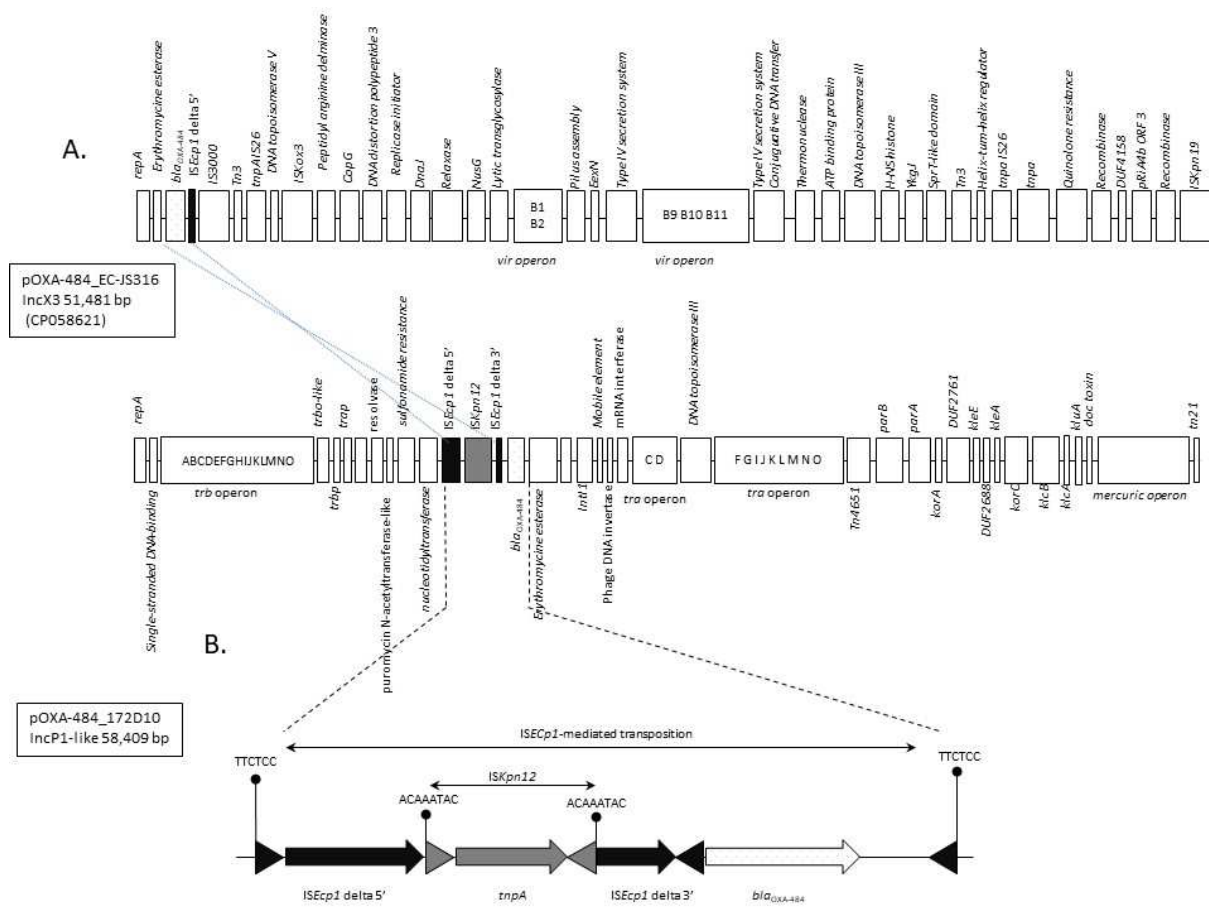 A.
repA
Erythromycine esterase
blaOXA-484
ISEcp1 delta 5'
IS3000
Tn3
tnpA IS26
DNA topoisomerase V
ISKox3
Peptidyl arginine deiminase
CopG
DNA distortion polypeptide 3
Replicase initiator
DnaJ
Relaxase
NusG
Lytic transglycosylase
Pilus assembly
EexN
Type IV secretion system
Type IV secretion system
Conjugative DNA transfer
Thermonuclease
ATP binding protein
DNA topoisomerase III
H-NS histone
YkgJ
SprT-like domain
Tn3
Helix-turn-helix regulator
tnpa IS26
tnpa
Quinolone resistance
Recombinase
DUF4158
pRiA4b ORF 3
Recombinase
ISKpn19
B1
B2
B9 B10 B11
vir operon
vir operon
pOXA-484_EC-JS316
IncX3 51,481 bp
(CP058621)
repA
trbo-like
trap
resolvase
sulfonamide resistance
ISEcp1 delta 5'
ISKpn12
ISEcp1 delta 3'
Mobile element
mRNA interferase
DNA topoisomerase III
parB
parA
DUF2761
kleE
kleA
kluA
doc toxin
tn21
ABCDEFGHIJKLMNO
C D
F G I J K L M N O
Single-stranded DNA-binding
trb operon
trbp
puromycin N-acetyltransferase-like
nucleotidyltransferase
blaOXA-484
Erythromycine esterase
IntI1
Phage DNA invertase
tra operon
tra operon
Tn4651
korA
DUF2688
korC
klcB
klcA
mercuric operon
B.
pOXA-484_172D10
IncP1-like 58,409 bp
ISECp1-mediated transposition
TTCTCC
TTCTCC
ISKpn12
ACAAATAC
ACAAATAC
ISEcp1 delta 5'
tnpA
ISEcp1 delta 3'
blaOXA-484